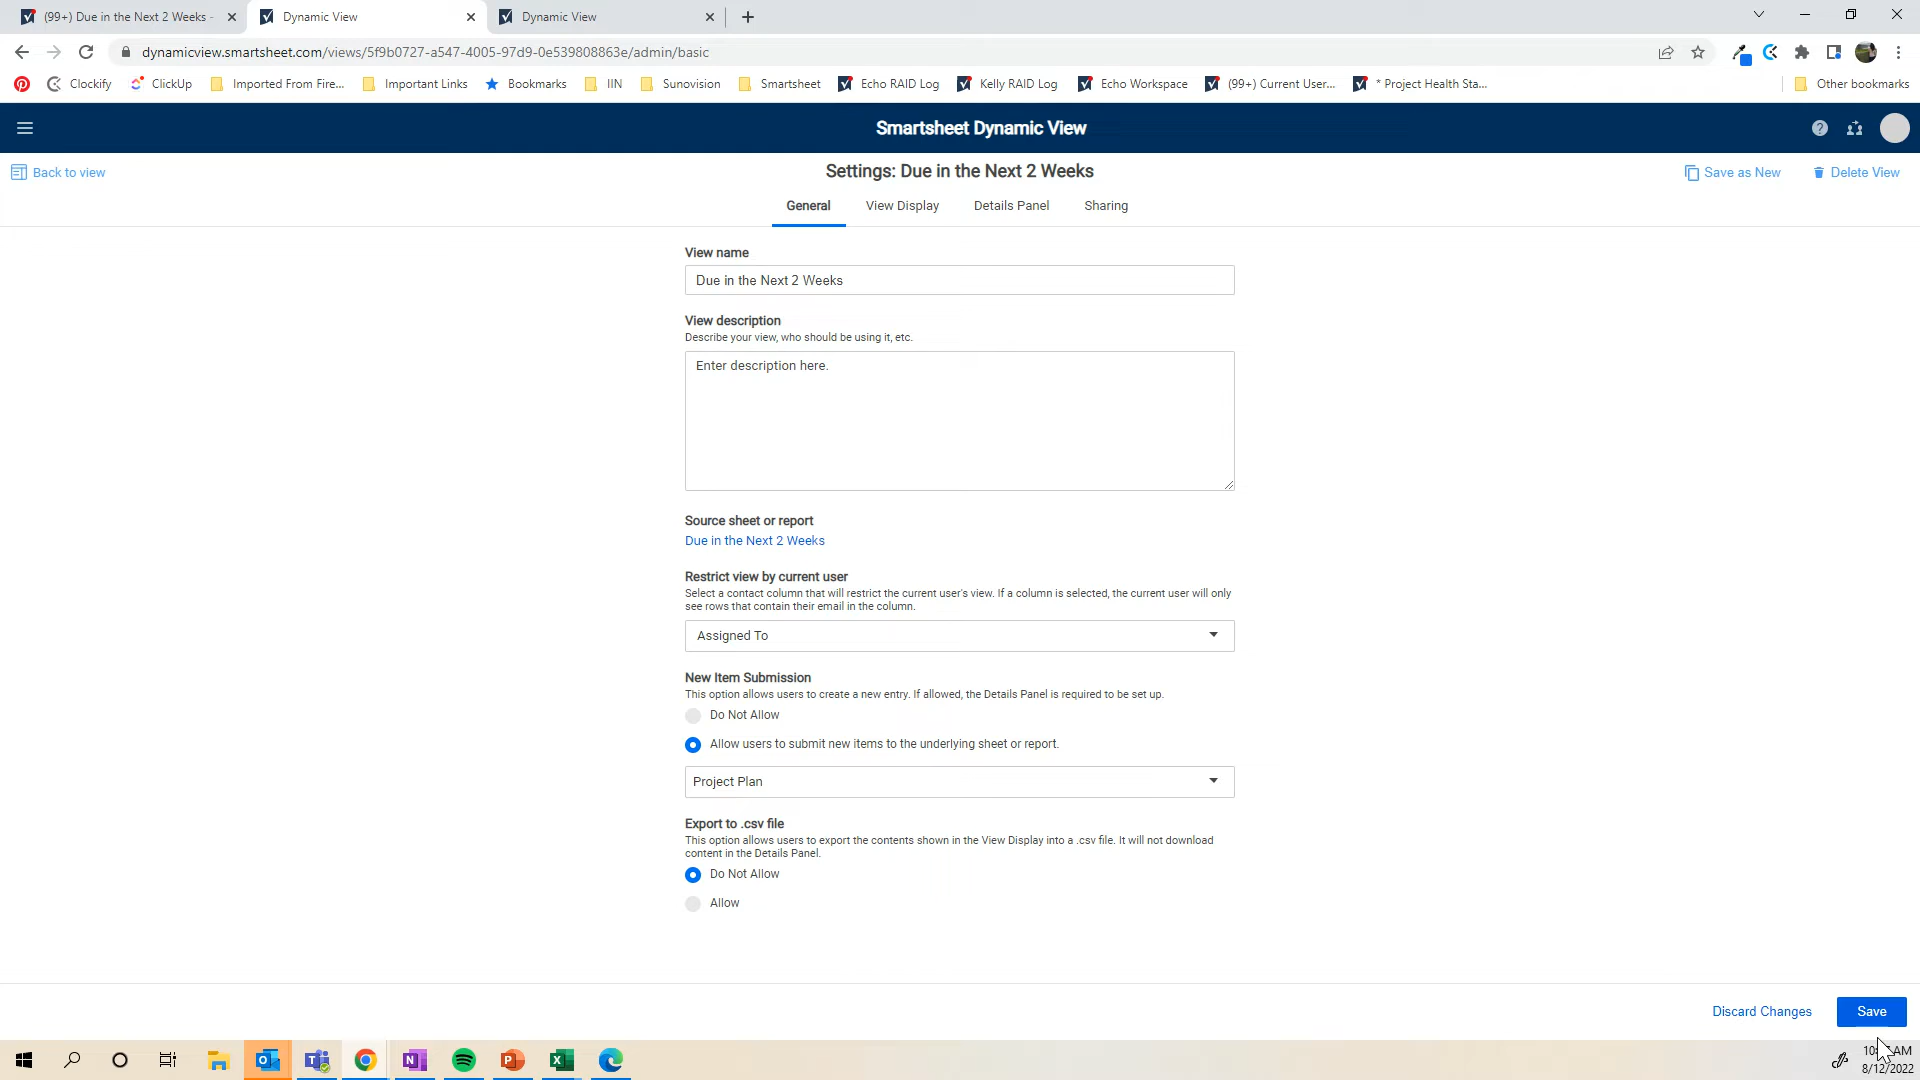 (99+) Due in the Next 2 Weeks -
Dynamic View
Dynamic View
dynamicview.smartsheet.com/views/5f9b0727-a547-4005-97d9-0e539808863e/admin/basic
Clockify
ClickUp
Imported From Fire...
Important Links
Bookmarks
IIN
Sunovision
Smartsheet
Echo RAID Log
Kelly RAID Log
Echo Workspace
(99+) Current User...
* Project Health Sta...
Other bookmarks
Smartsheet Dynamic View
Back to view
Settings: Due in the Next 2 Weeks
Save as New
Delete View
General
View Display
Details Panel
Sharing
View name
Due in the Next 2 Weeks
View description
Describe your view, who should be using it, etc.
Enter description here.
Source sheet or report
Due in the Next 2 Weeks
Restrict view by current user
Select a contact column that will restrict the current user's view. If a column is selected, the current user will only
see rows that contain their email in the column.
Assigned To
New Item Submission
This option allows users to create a new entry. If allowed, the Details Panel is required to be set up.
Do Not Allow
Allow users to submit new items to the underlying sheet or report.
Project Plan
Export to .csv file
This option allows users to export the contents shown in the View Display into a .csv file. It will not download
content in the Details Panel.
Do Not Allow
Allow
Discard Changes
Save
AM
8/12/2022